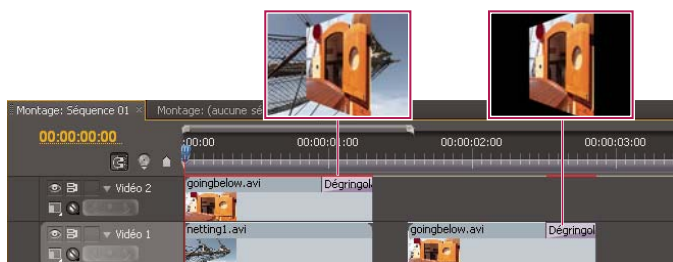 Montage: Séquence 01 ×
Montage: (aucune sé
00:00:00:00
:00:00
00:00:01:00
00:00:02:00
00:00:03:00
Vidéo 2
goingbelow.avi
Dégringol
Vidéo 1
netting1.avi
goingbelow.avi
Dégringol